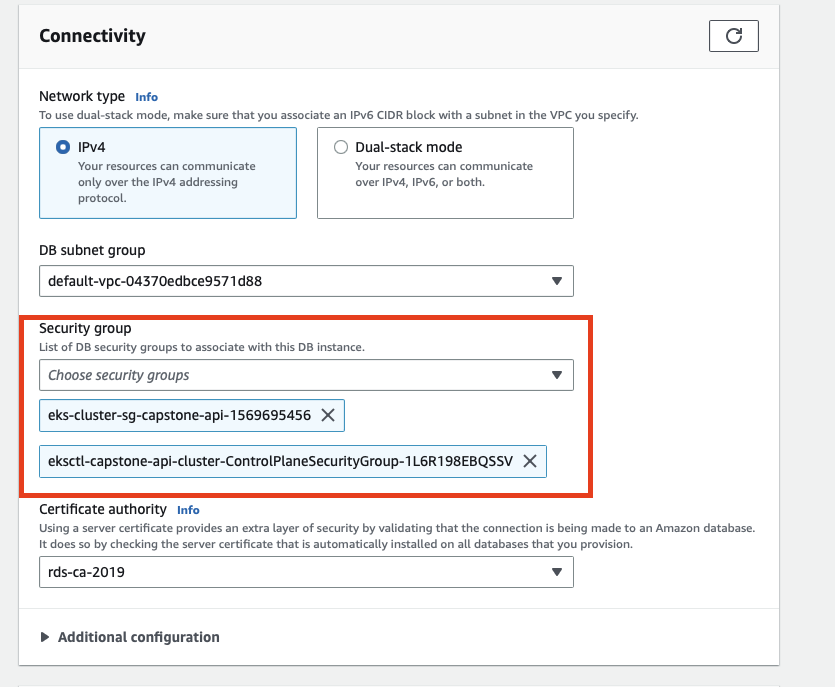 Connectivity
Network type Info
To use dual-stack mode, make sure that you associate an IPv6 CIDR block with a subnet in the VPC you specify.
IPv4
Your resources can communicate
only over the IPv4 addressing
protocol.
Dual-stack mode
Your resources can communicate
over IPv4, IPv6, or both.
DB subnet group
default-vpc-04370edbce9571d88
Security group
List of DB security groups to associate with this DB instance.
Choose security groups
eks-cluster-sg-capstone-api-1569695456
eksctl-capstone-api-cluster-ControlPlaneSecurityGroup-1L6R198EBQSSV
Certificate authority Info
Using a server certificate provides an extra layer of security by validating that the connection is being made to an Amazon database.
It does so by checking the server certificate that is automatically installed on all databases that you provision.
rds-ca-2019
Additional configuration